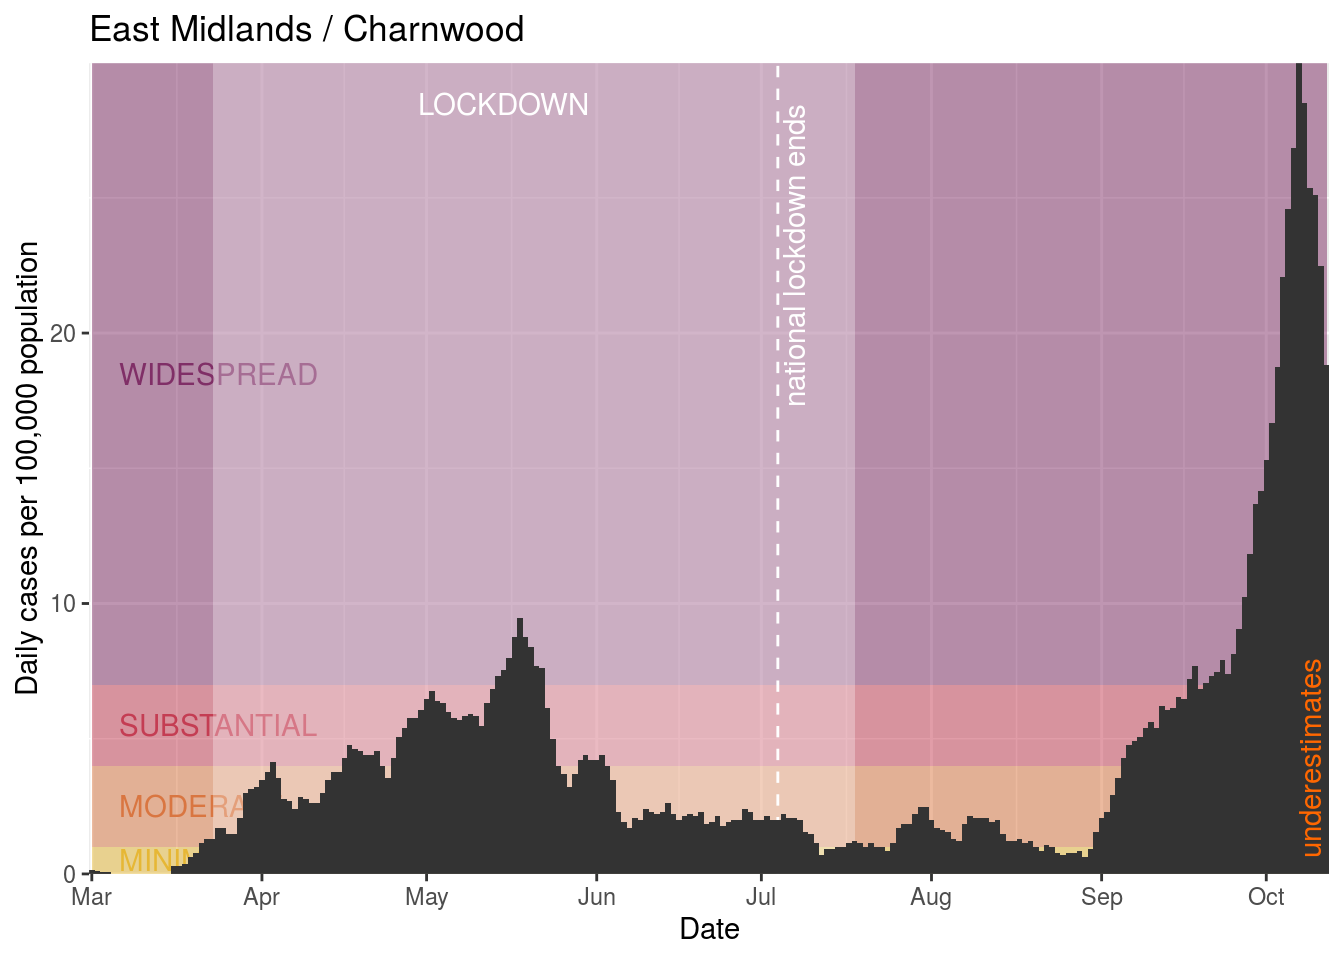 East Midlands / Charnwood
LOCKDOWN
national lockdown ends
WIDESPREAD
SUBSTANTIAL
MODERA
MINI
underestimates
Daily cases per 100,000 population
20
10
0
Mar Apr May Jun Jul Aug Sep Oct
Date